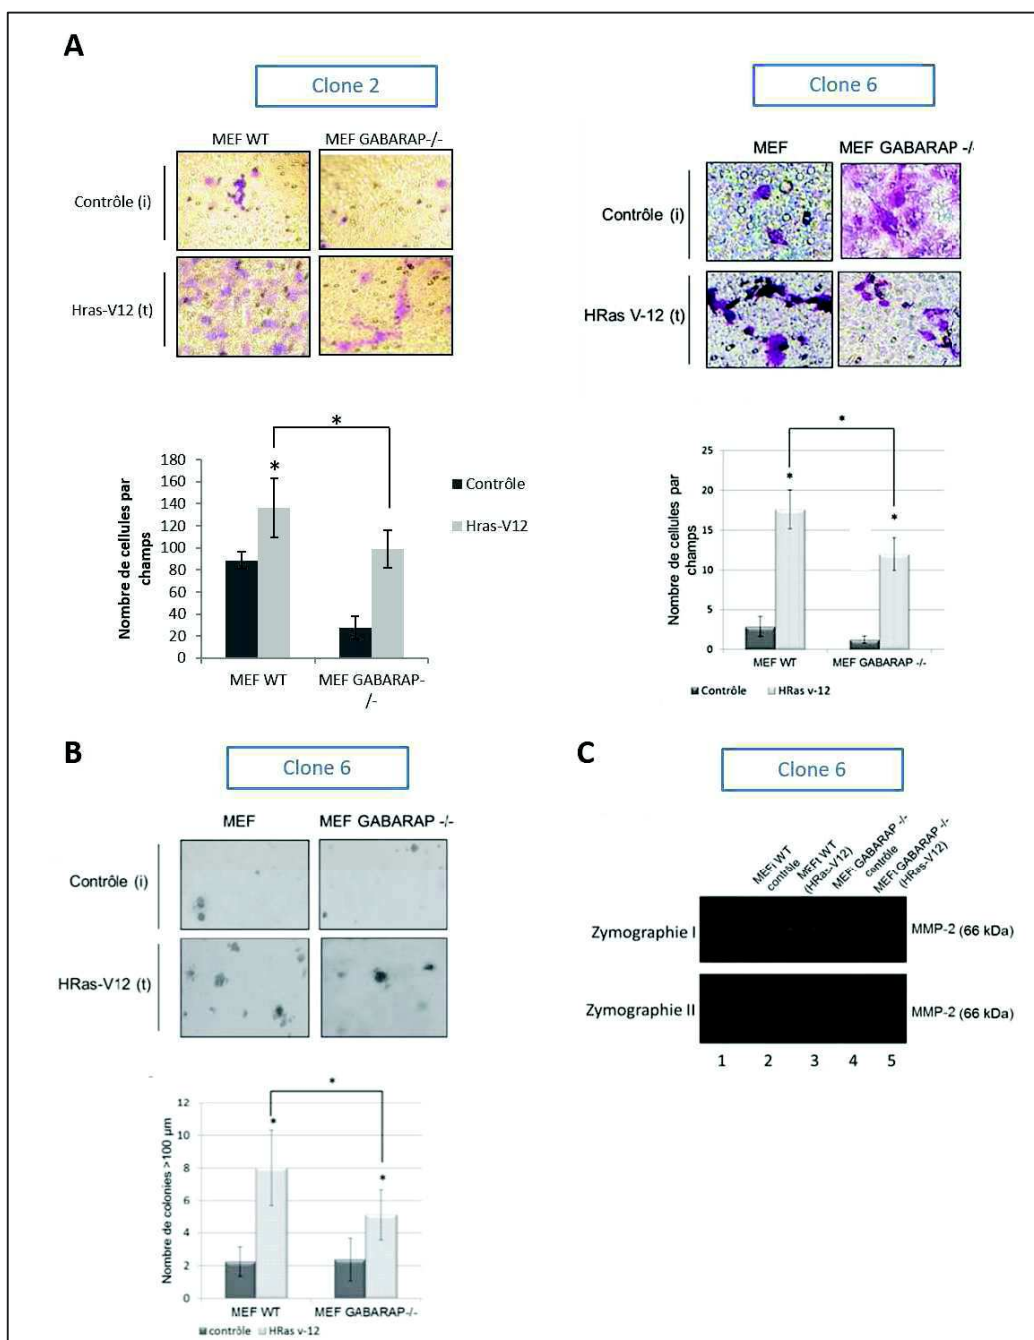 A
Clone 2
MEF WT MEF GABARAP-/-
Contrôle (i)
Hras-V12 (t)
*
*
Nombre de cellules par
champs
180
160
140
120
100
80
60
40
20
0
MEF WT
MEF GABARAP-
/-
Contrôle
Hras-V12
Clone 6
MEF MEF GABARAP -/-
Contrôle (i)
HRas V-12 (t)
*
*
*
Nombre de cellules par
champs
25
20
15
10
5
0
MEF WT MEF GABARAP -/-
Contrôle HRas v-12
B
Clone 6
MEF MEF GABARAP -/-
Contrôle (i)
HRas-V12 (t)
*
*
*
Nombre de colonies >100 µm
12
10
8
6
4
2
0
MEF WT MEF GABARAP-/-
contrôle HRas v-12
C
Clone 6
MEFi WT
contrôle
MEFt WT
(HRas-V12)
MEFi GABARAP -/-
contrôle
MEFt GABARAP -/-
(HRas-V12)
Zymographie I MMP-2 (66 kDa)
Zymographie II MMP-2 (66 kDa)
1 2 3 4 5